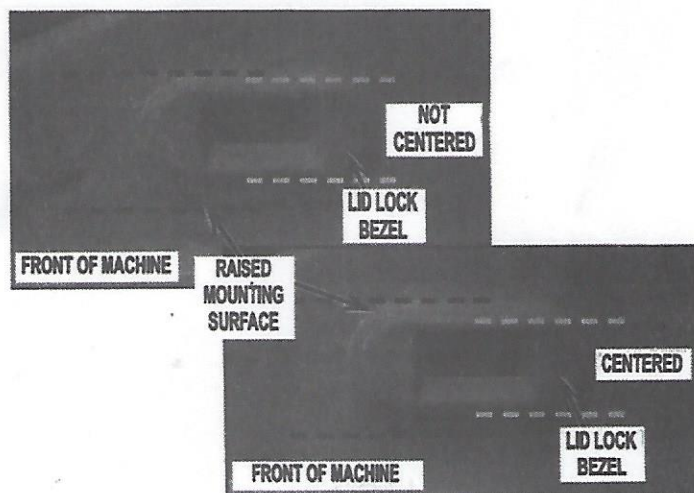 NOT
CENTERED
LID LOCK
BEZEL
FRONT OF MACHINE
RAISED
MOUNTING
SURFACE
CENTERED
LID LOCK
BEZEL
FRONT OF MACHINE